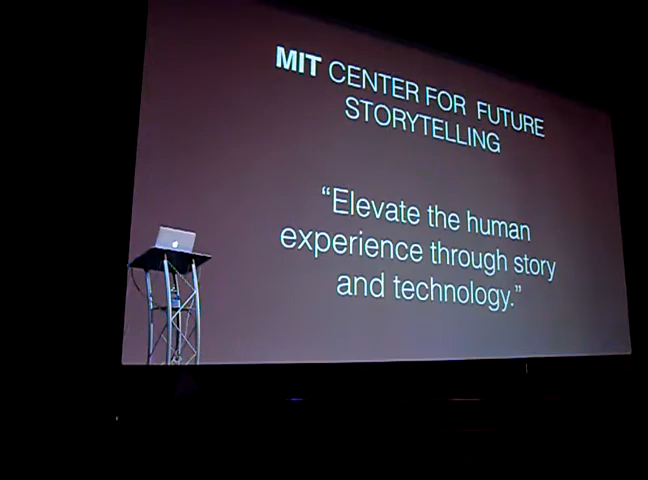 MIT CENTER FOR FUTURE
STORYTELLING
“Elevate the human
experience through story
and technology.”